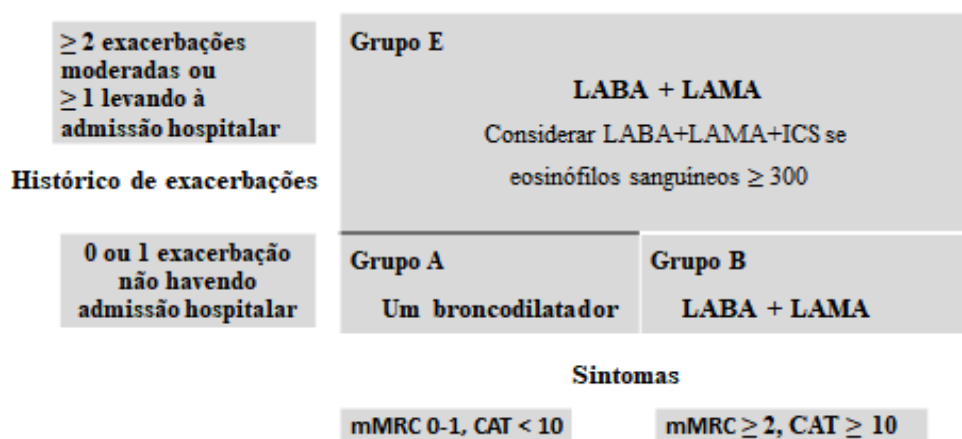 ≥ 2 exacerbações
moderadas ou
≥ 1 levando à
admissão hospitalar
Grupo E
LABA + LAMA
Considerar LABA+LAMA+ICS se
eosinófilos sanguíneos ≥ 300
Histórico de exacerbações
0 ou 1 exacerbação
não havendo
admissão hospitalar
Grupo A
Um broncodilatador
Grupo B
LABA + LAMA
Sintomas
mMRC 0-1, CAT < 10
mMRC ≥ 2, CAT ≥ 10